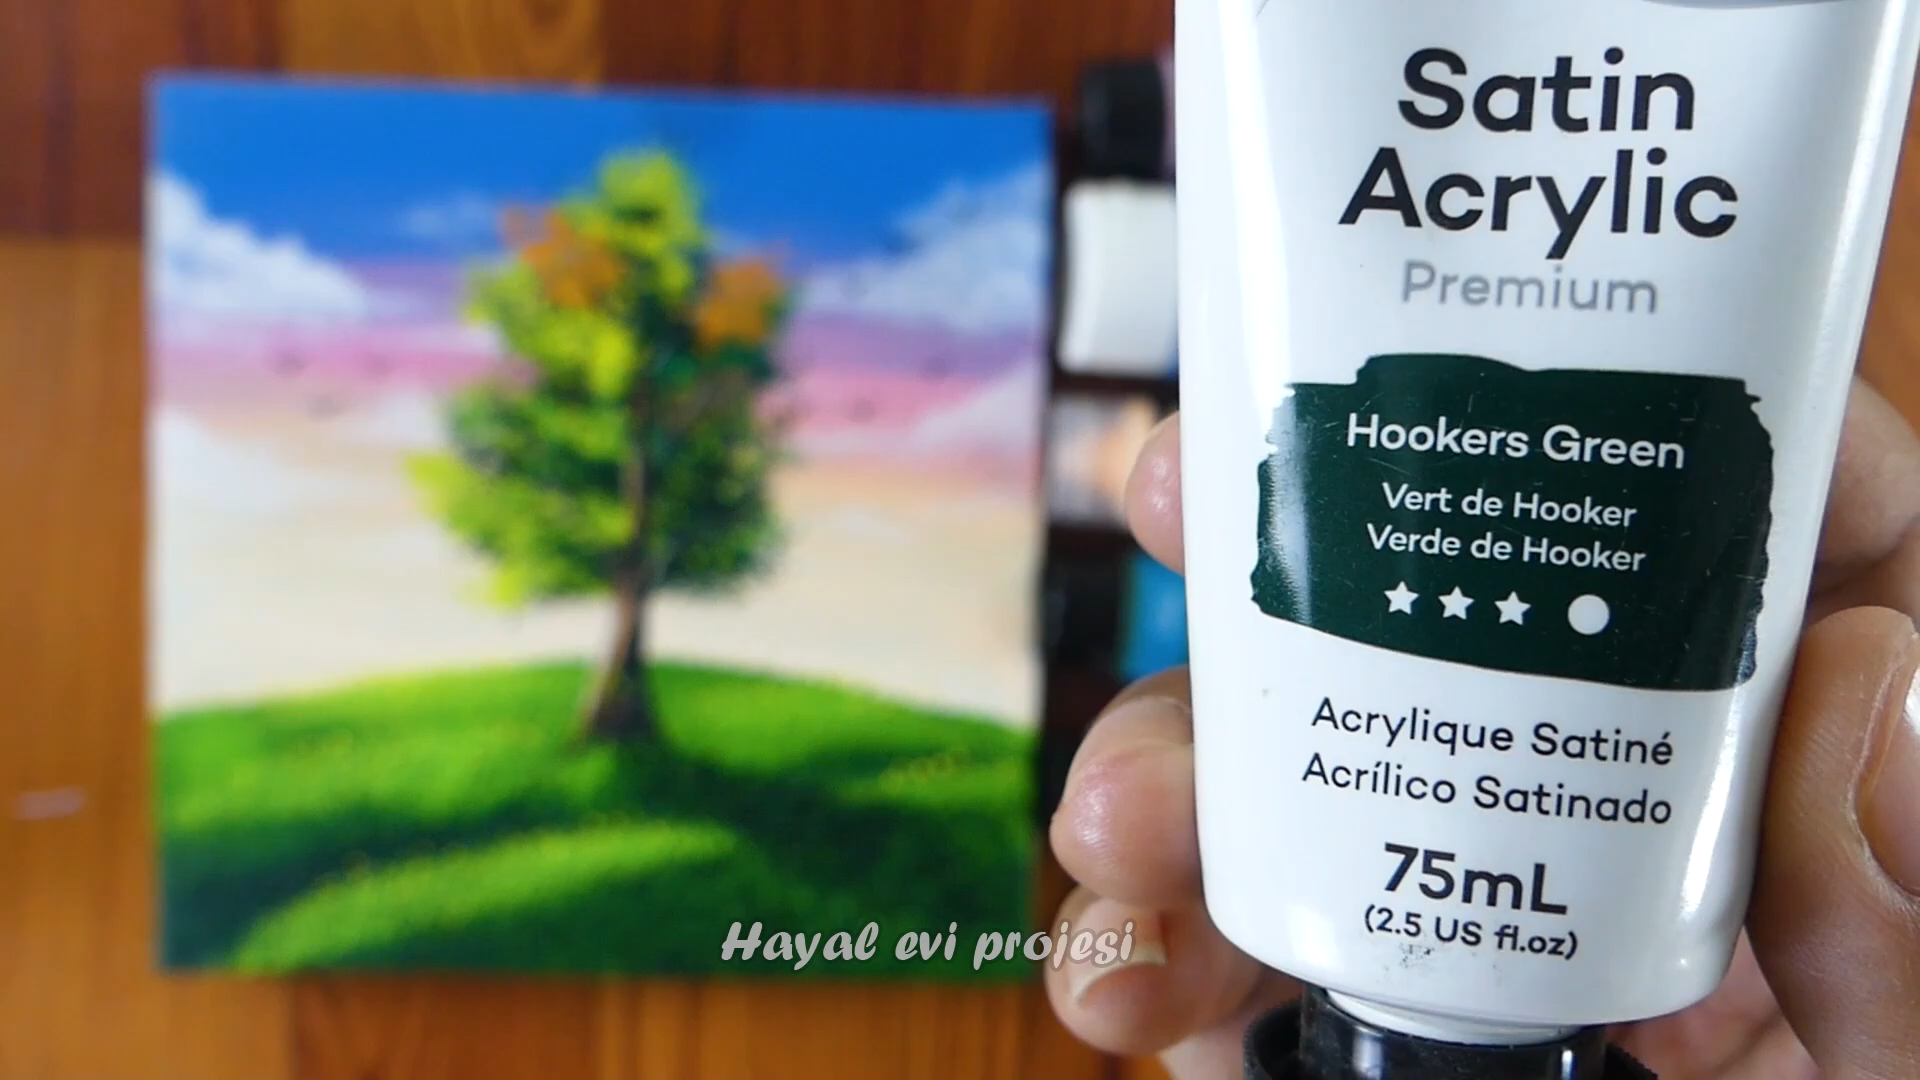 Satin
Acrylic
Premium
Hookers Green
Vert de Hooker
Verde de Hooker
Acrylique Satiné
Acrílico Satinado
75mL
(2.5 US fl.oz)
Hayal evi projesi